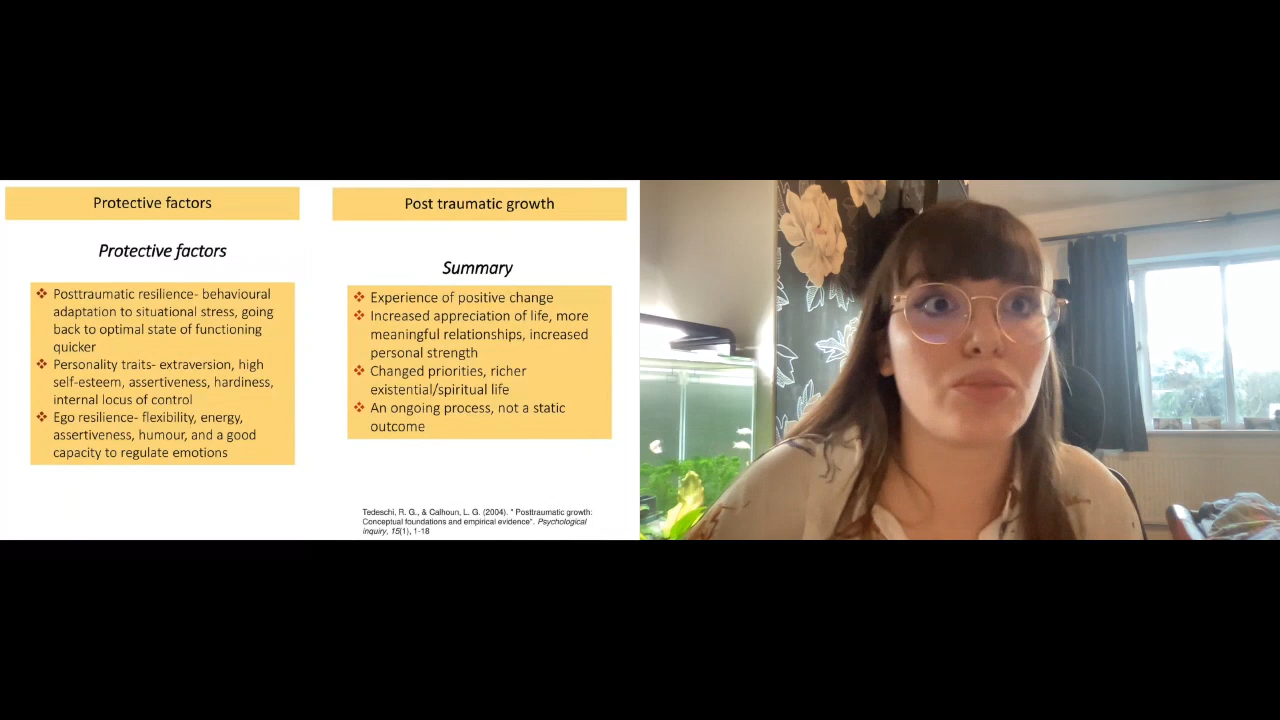 Protective factors
Protective factors
❖ Posttraumatic resilience- behavioural
adaptation to situational stress, going
back to optimal state of functioning
quicker
❖ Personality traits- extraversion, high
self-esteem, assertiveness, hardiness,
internal locus of control
❖ Ego resilience- flexibility, energy,
assertiveness, humour, and a good
capacity to regulate emotions
Post traumatic growth
Summary
❖ Experience of positive change
❖ Increased appreciation of life, more
meaningful relationships, increased
personal strength
❖ Changed priorities, richer
existential/spiritual life
❖ An ongoing process, not a static
outcome
Tedeschi, R. G., & Calhoun, L. G. (2004). " Posttraumatic growth:
Conceptual foundations and empirical evidence". Psychological
inquiry, 15(1), 1-18